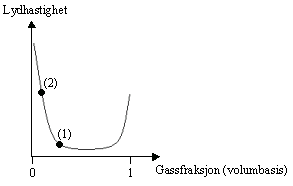 Lydhastighet
(2)
(1)
0
1
Gassfraksjon (volumbasis)